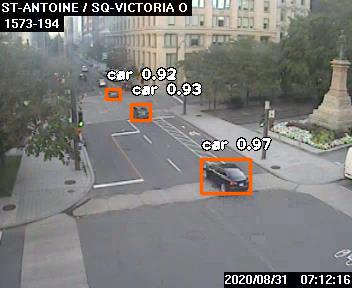 ST-ANTOINE / SQ-VICTORIA O
1573-194
car 0.92
car 0.93
car 0.97
2020/08/31 07:12:16